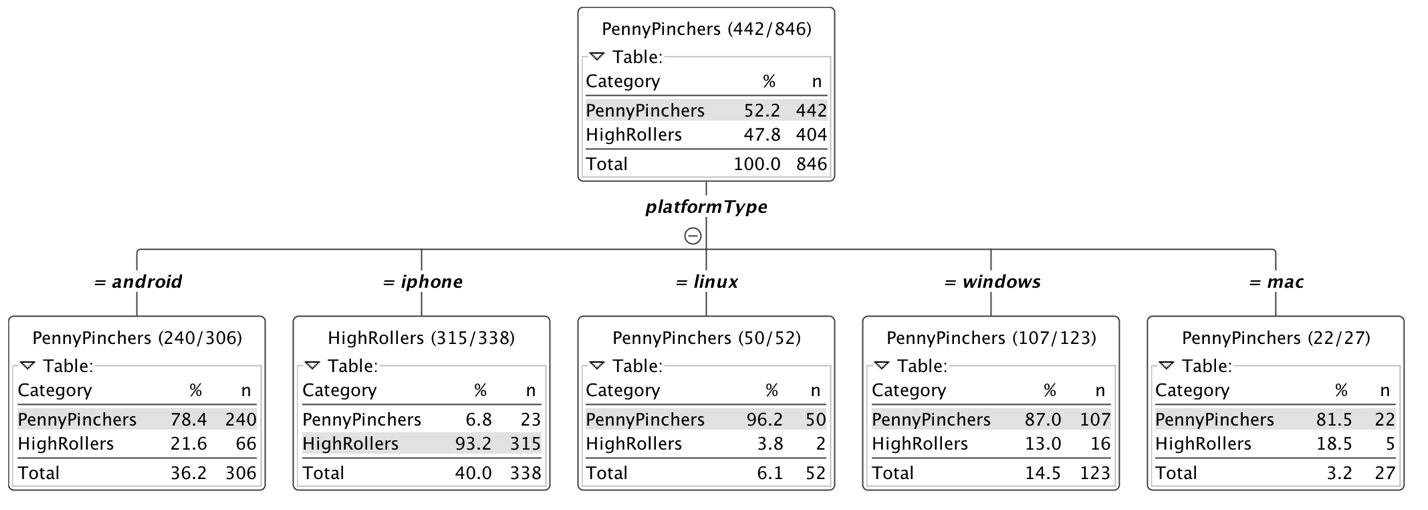 PennyPinchers (442/846)
Table:
Category % n
PennyPinchers 52.2 442
HighRollers 47.8 404
Total 100.0 846
platformType
= android
= iphone
= linux
= windows
= mac
PennyPinchers (240/306)
Table:
Category % n
PennyPinchers 78.4 240
HighRollers 21.6 66
Total 36.2 306
HighRollers (315/338)
Table:
Category % n
PennyPinchers 6.8 23
HighRollers 93.2 315
Total 40.0 338
PennyPinchers (50/52)
Table:
Category % n
PennyPinchers 96.2 50
HighRollers 3.8 2
Total 6.1 52
PennyPinchers (107/123)
Table:
Category % n
PennyPinchers 87.0 107
HighRollers 13.0 16
Total 14.5 123
PennyPinchers (22/27)
Table:
Category % n
PennyPinchers 81.5 22
HighRollers 18.5 5
Total 3.2 27